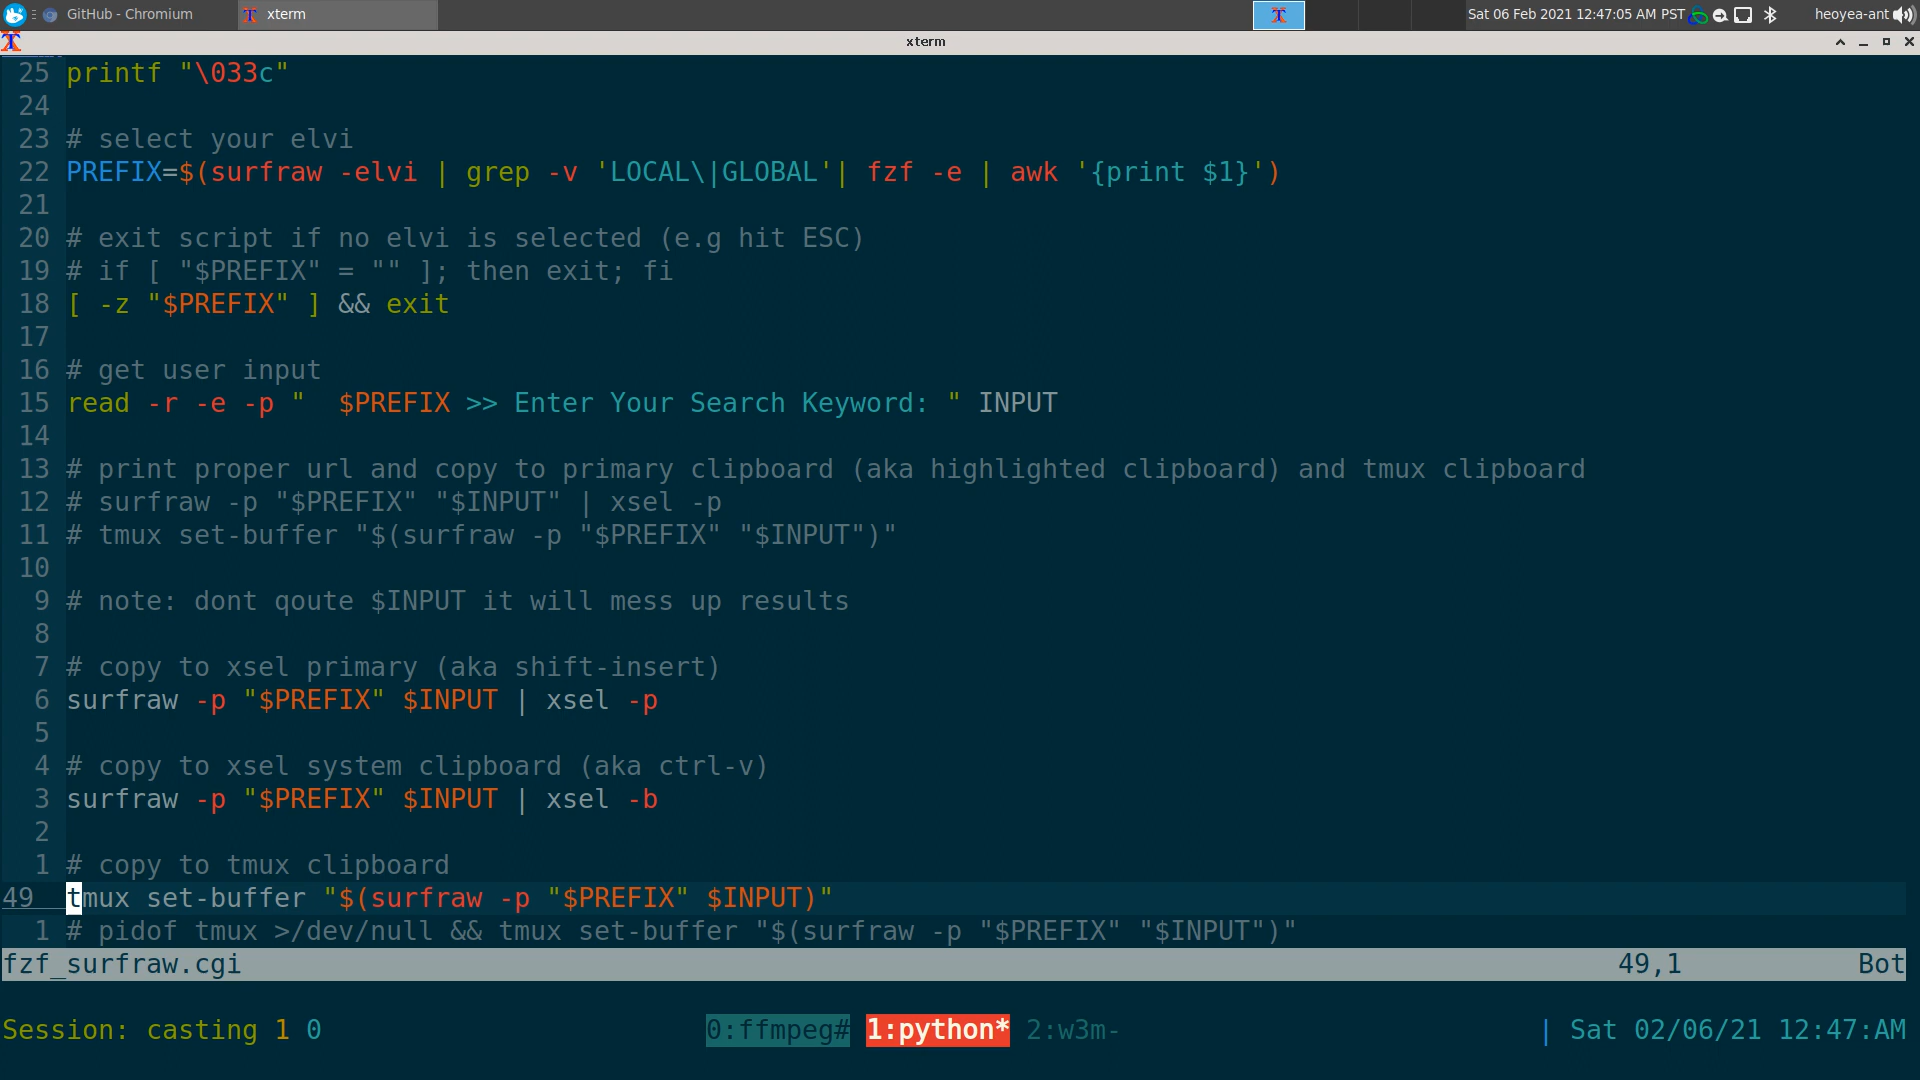 GitHub - Chromium
xterm
Sat 06 Feb 2021 12:47:05 AM PST
heoyea-ant
xterm
25 printf "\033c"
24
23 # select your elvi
22 PREFIX=$(surfraw -elvi | grep -v 'LOCAL\|GLOBAL'| fzf -e | awk '{print $1}')
21
20 # exit script if no elvi is selected (e.g hit ESC)
19 # if [ "$PREFIX" = "" ]; then exit; fi
18 [ -z "$PREFIX" ] && exit
17
16 # get user input
15 read -r -e -p "  $PREFIX >> Enter Your Search Keyword: " INPUT
14
13 # print proper url and copy to primary clipboard (aka highlighted clipboard) and tmux clipboard
12 # surfraw -p "$PREFIX" "$INPUT" | xsel -p
11 # tmux set-buffer "$(surfraw -p "$PREFIX" "$INPUT")"
10
9 # note: dont qoute $INPUT it will mess up results
8
7 # copy to xsel primary (aka shift-insert)
6 surfraw -p "$PREFIX" $INPUT | xsel -p
5
4 # copy to xsel system clipboard (aka ctrl-v)
3 surfraw -p "$PREFIX" $INPUT | xsel -b
2
1 # copy to tmux clipboard
49 tmux set-buffer "$(surfraw -p "$PREFIX" $INPUT)"
1 # pidof tmux >/dev/null && tmux set-buffer "$(surfraw -p "$PREFIX" "$INPUT")"
fzf_surfraw.cgi 49,1 Bot
Session: casting 1 0 0:ffmpeg# 1:python* 2:w3m- | Sat 02/06/21 12:47:AM